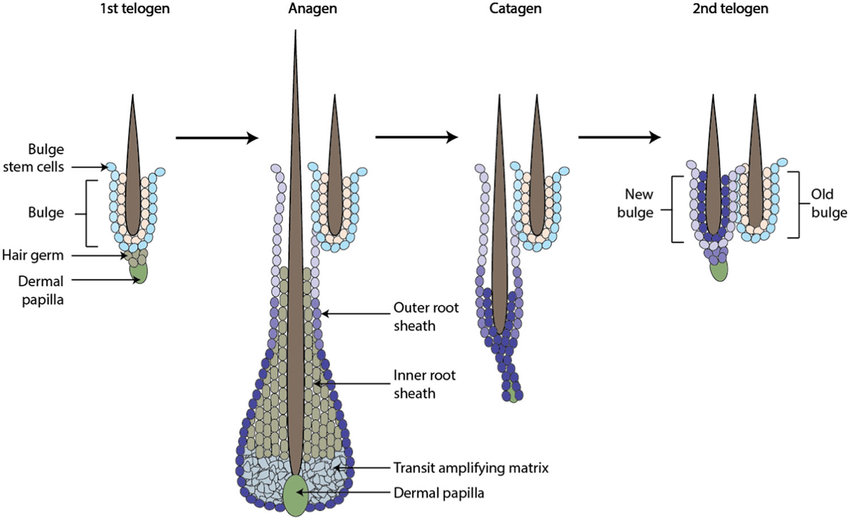 1st telogen
Anagen
Catagen
2nd telogen
Bulge
stem cells
Bulge
Hair germ
Dermal
papilla
Outer root
sheath
Inner root
sheath
Transit amplifying matrix
Dermal papilla
New
bulge
Old
bulge